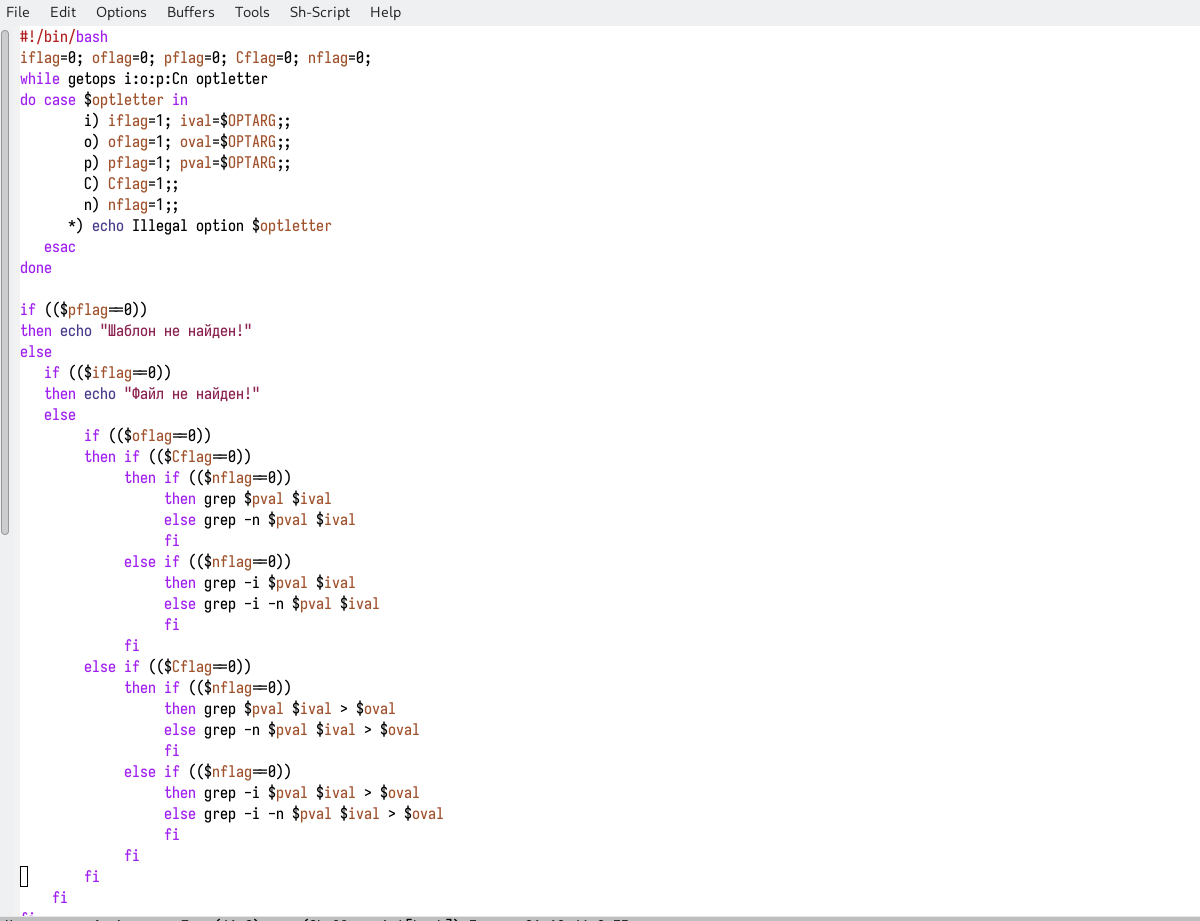 File Edit Options Buffers Tools Sh-Script Help
#!/bin/bash
iflag=0; oflag=0; pflag=0; Cflag=0; nflag=0;
while getops i:o:p:Cn optletter
do case $optletter in
        i) iflag=1; ival=$OPTARG;;
        o) oflag=1; oval=$OPTARG;;
        p) pflag=1; pval=$OPTARG;;
        C) Cflag=1;;
        n) nflag=1;;
      *) echo Illegal option $optletter
   esac
done

if (($pflag==0))
then echo "Шаблон не найден!"
else
   if (($iflag==0))
   then echo "Файл не найден!"
   else
        if (($oflag==0))
        then if (($Cflag==0))
             then if (($nflag==0))
                  then grep $pval $ival
                  else grep -n $pval $ival
                  fi
             else if (($nflag==0))
                  then grep -i $pval $ival
                  else grep -i -n $pval $ival
                  fi
             fi
        else if (($Cflag==0))
             then if (($nflag==0))
                  then grep $pval $ival > $oval
                  else grep -n $pval $ival > $oval
                  fi
             else if (($nflag==0))
                  then grep -i $pval $ival > $oval
                  else grep -i -n $pval $ival > $oval
                  fi
             fi
        fi
    fi